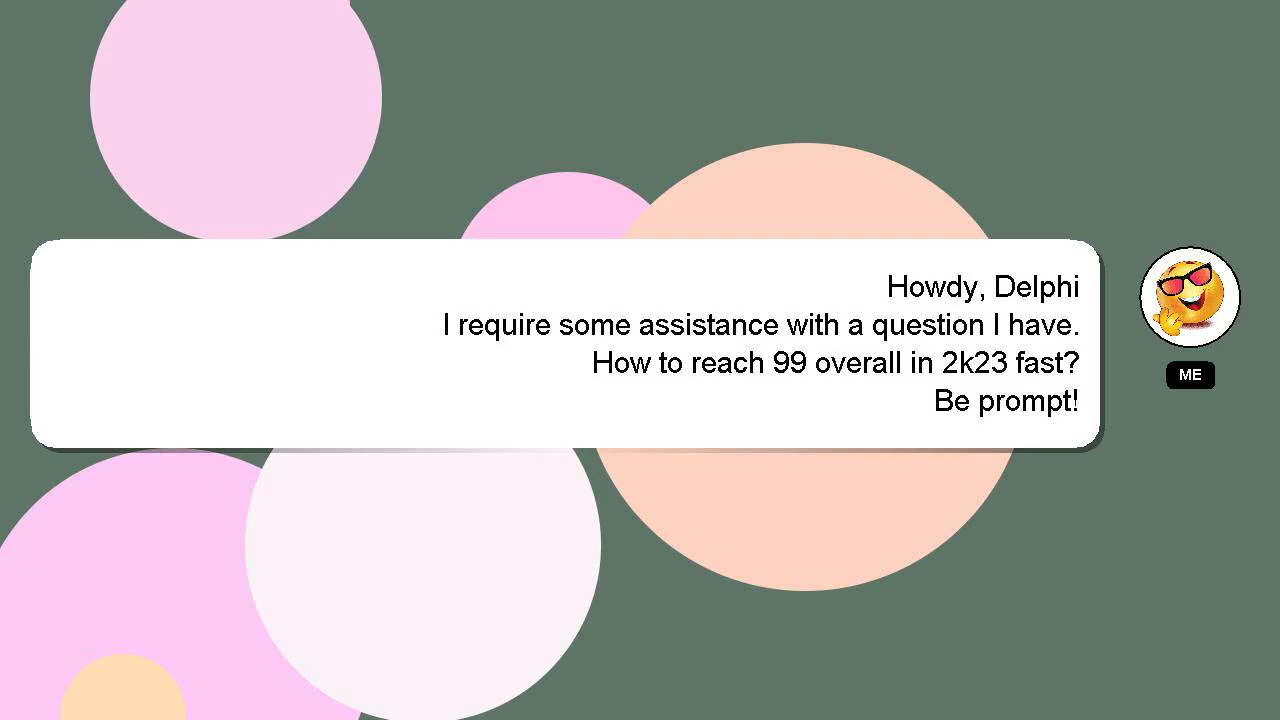 Howdy, Delphi
I require some assistance with a question I have.
How to reach 99 overall in 2k23 fast?
Be prompt!
ME